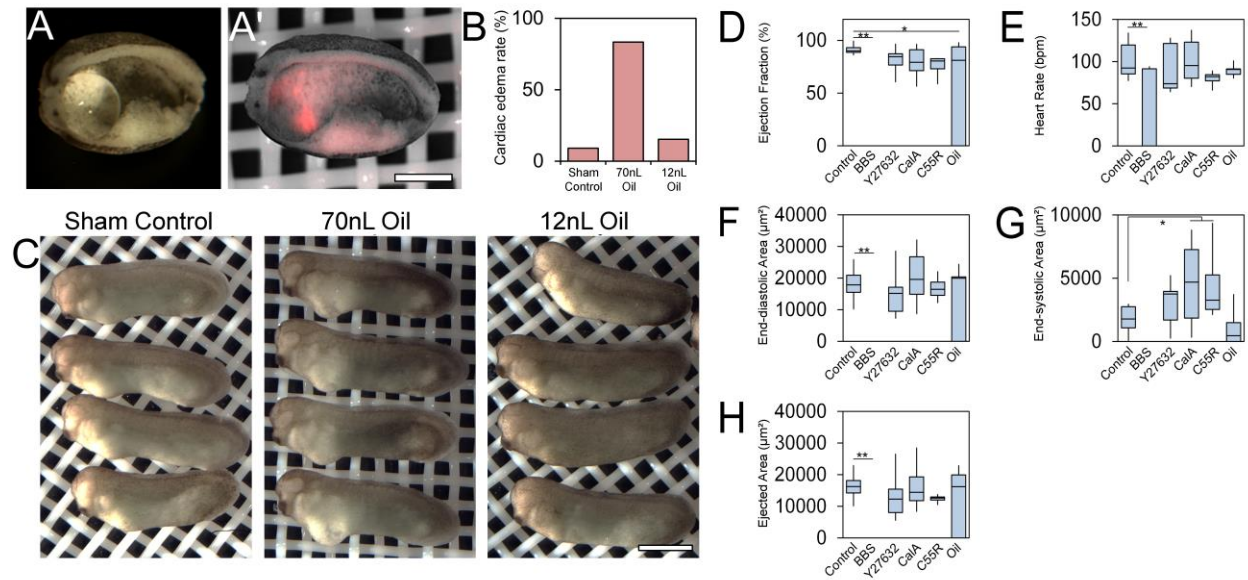 A
A'
B
Cardiac edema rate (%)
100
50
0
Sham Control
70nL Oil
12nL Oil
C
Sham Control
70nL Oil
12nL Oil
D
Ejection Fraction (%)
100
50
0
*
**
Control
BBS
Y27632
CalA
C55R
Oil
E
Heart Rate (bpm)
150
100
50
0
**
Control
BBS
Y27632
CalA
C55R
Oil
F
End-diastolic Area (µm²)
40000
30000
20000
10000
0
**
Control
BBS
Y27632
CalA
C55R
Oil
G
End-systolic Area (µm²)
10000
5000
0
*
Control
BBS
Y27632
CalA
C55R
Oil
H
Ejected Area (µm²)
40000
30000
20000
10000
0
**
Control
BBS
Y27632
CalA
C55R
Oil